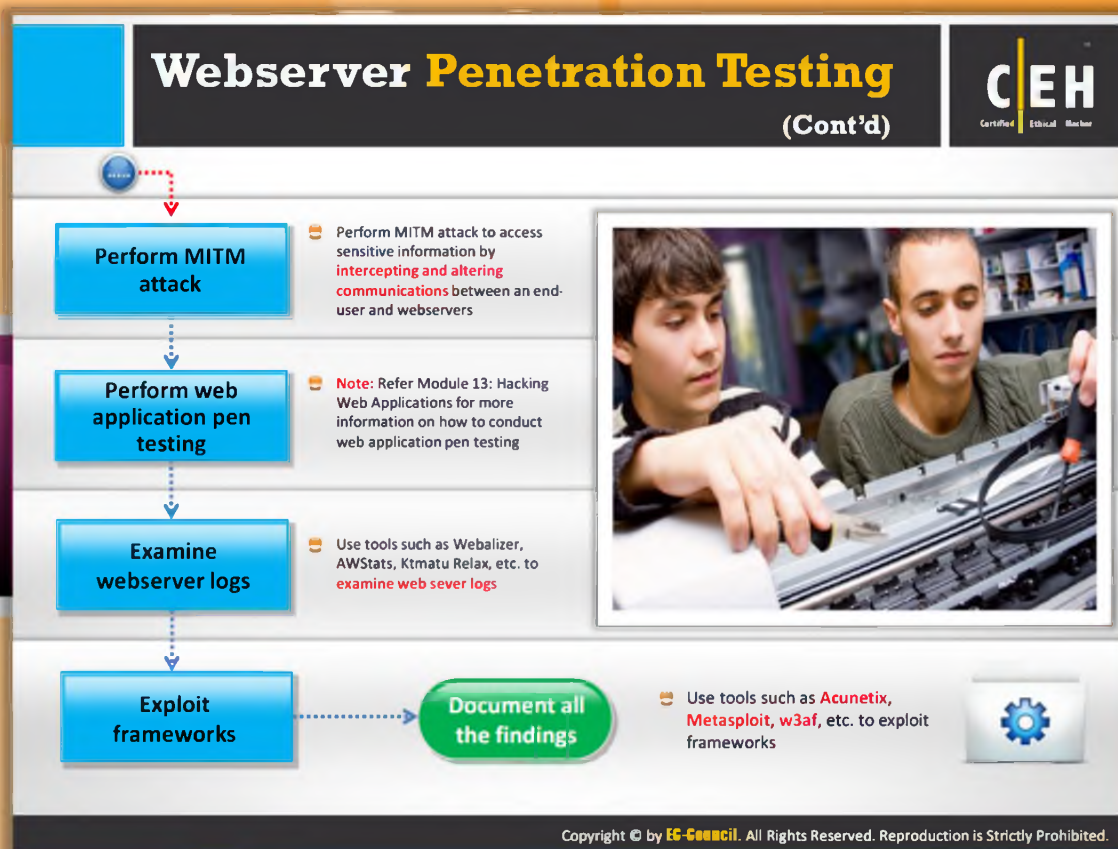 Webserver Penetration Testing
(Cont'd)
C EH
Certified Ethical Hacker
Perform MITM
attack
Perform MITM attack to access
sensitive information by
intercepting and altering
communications between an end-
user and webservers
Perform web
application pen
testing
Note: Refer Module 13: Hacking
Web Applications for more
information on how to conduct
web application pen testing
Examine
webserver logs
Use tools such as Webalizer,
AWStats, Ktmatu Relax, etc. to
examine web sever logs
Exploit
frameworks
Document all
the findings
Use tools such as Acunetix,
Metasploit, w3af, etc. to exploit
frameworks
Copyright © by EC-Council. All Rights Reserved. Reproduction is Strictly Prohibited.